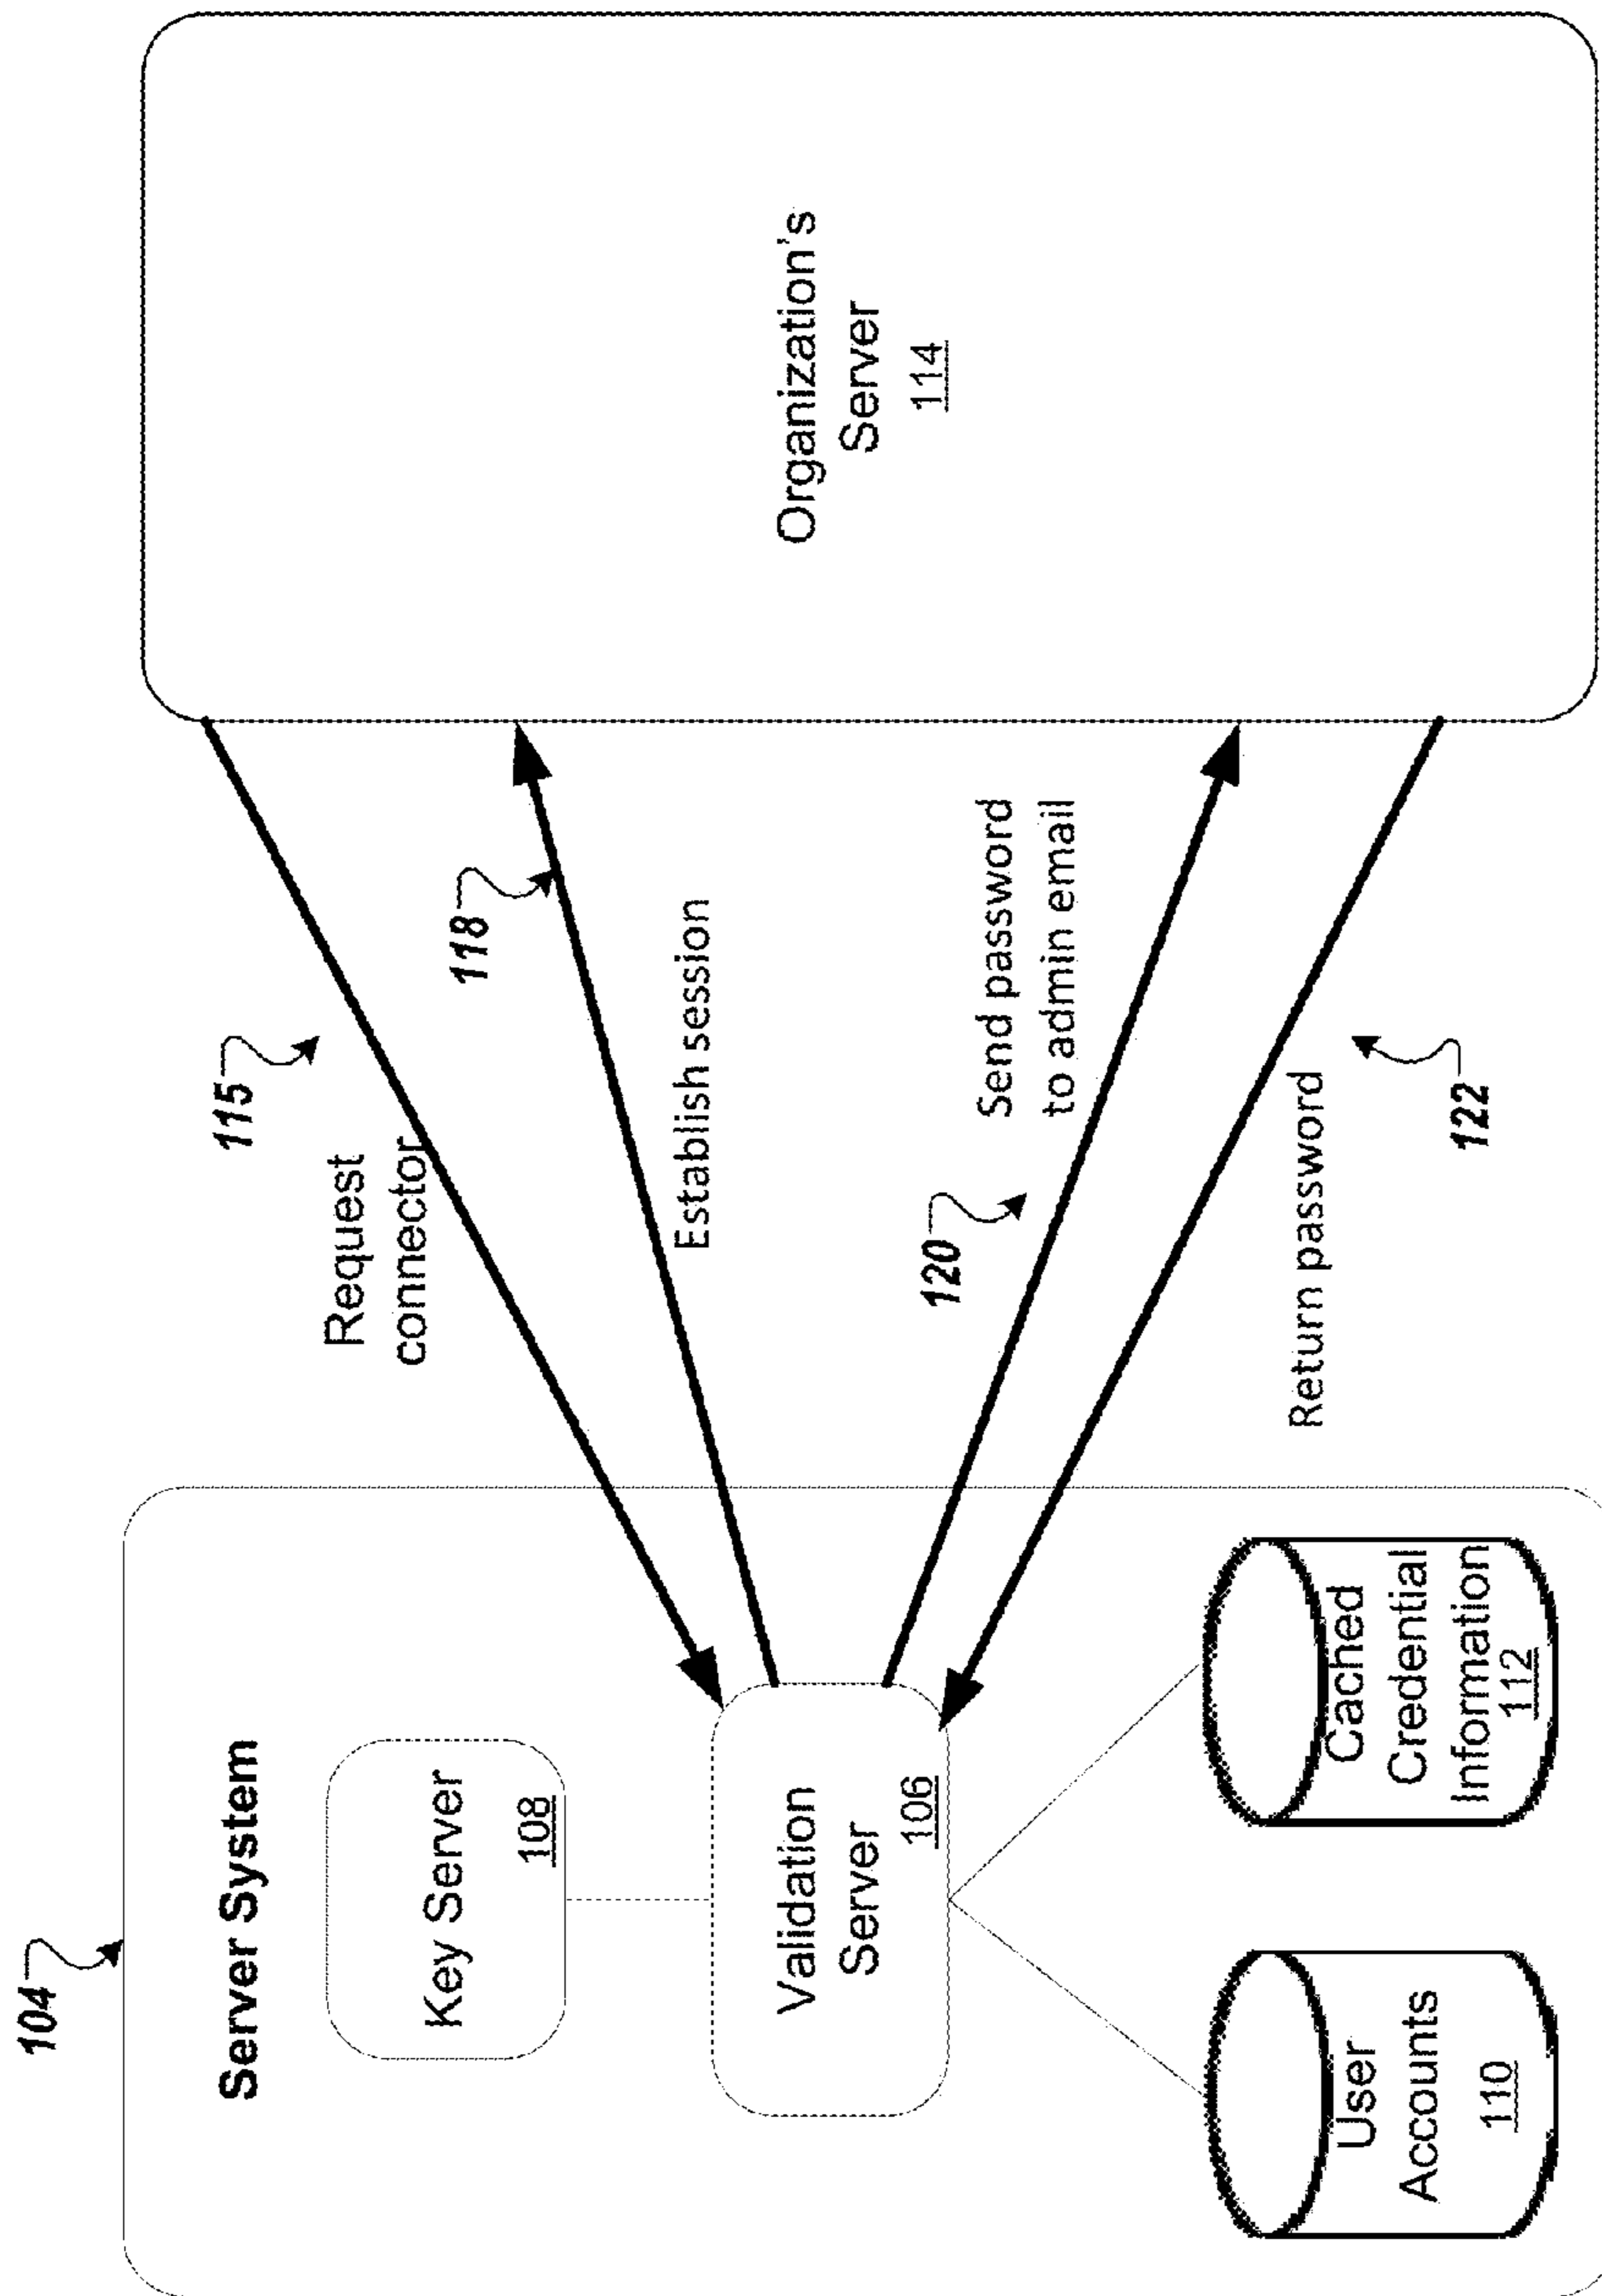 104
Server System
Key Server
108
Validation
Server
106
User
Accounts
110
Cached
Credential
Information
112
115
Request
connector
118
Establish session
120
Send password
to admin email
Return password
122
Organization's
Server
114